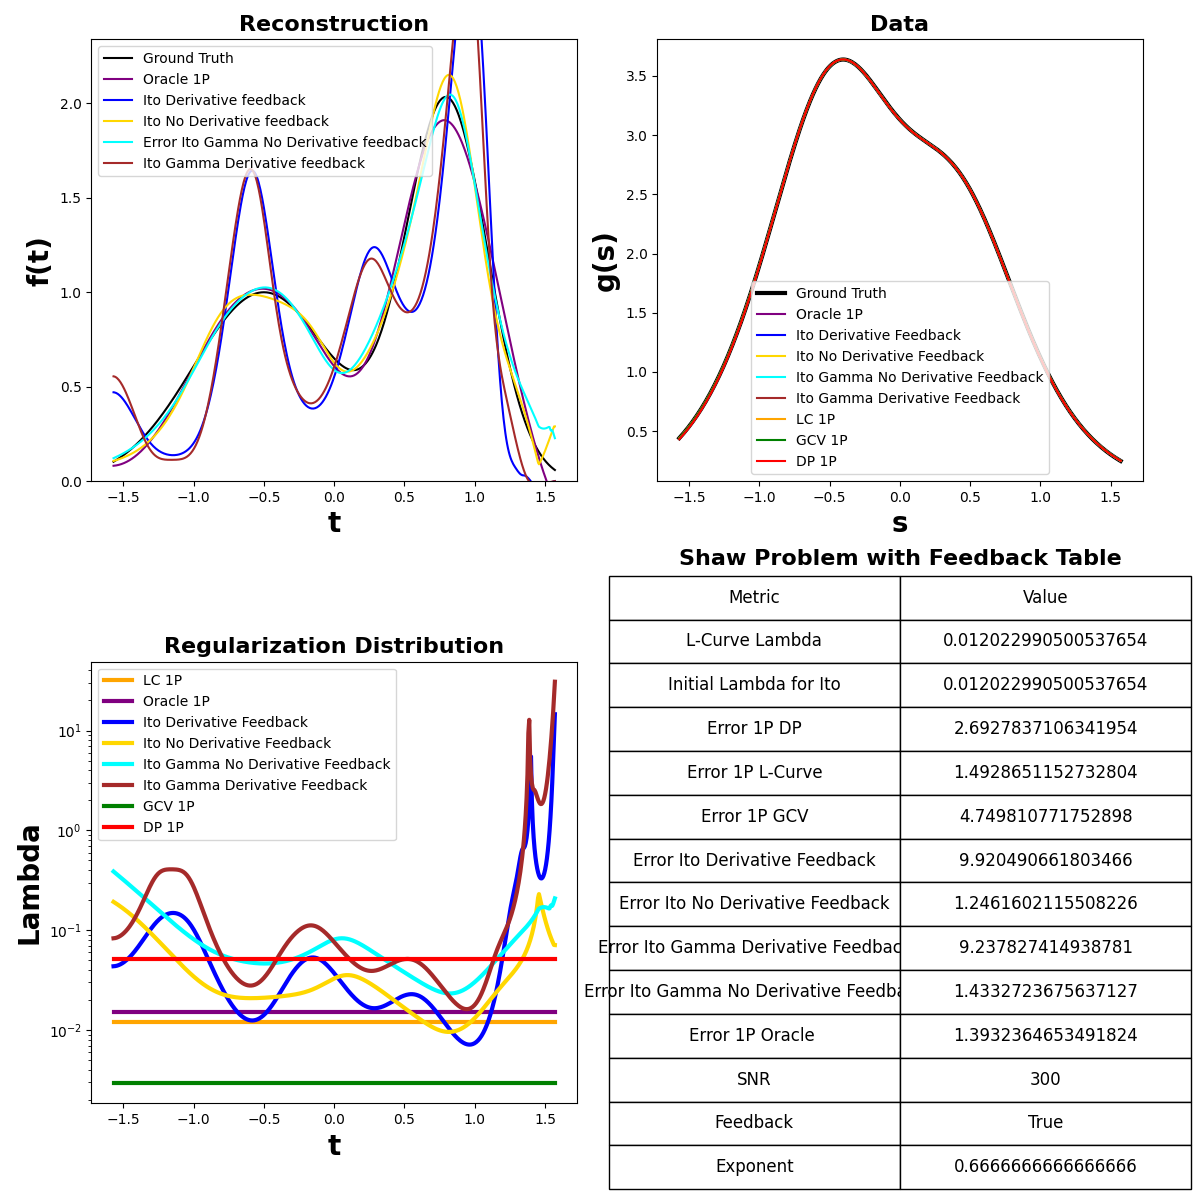 Reconstruction
Ground Truth
Oracle 1P
Ito Derivative feedback
Ito No Derivative feedback
Error Ito Gamma No Derivative feedback
Ito Gamma Derivative feedback
f(t)
2.0
1.5
1.0
0.5
0.0
−1.5 −1.0 −0.5 0.0 0.5 1.0 1.5
t
Data
g(s)
3.5
3.0
2.5
2.0
1.5
1.0
0.5
Ground Truth
Oracle 1P
Ito Derivative Feedback
Ito No Derivative Feedback
Ito Gamma No Derivative Feedback
Ito Gamma Derivative Feedback
LC 1P
GCV 1P
DP 1P
−1.5 −1.0 −0.5 0.0 0.5 1.0 1.5
s
Regularization Distribution
LC 1P
Oracle 1P
Ito Derivative Feedback
Ito No Derivative Feedback
Ito Gamma No Derivative Feedback
Ito Gamma Derivative Feedback
GCV 1P
DP 1P
Lambda
10¹
10⁰
10⁻¹
10⁻²
−1.5 −1.0 −0.5 0.0 0.5 1.0 1.5
t
Shaw Problem with Feedback Table
Metric Value
L-Curve Lambda 0.012022990500537654
Initial Lambda for Ito 0.012022990500537654
Error 1P DP 2.6927837106341954
Error 1P L-Curve 1.4928651152732804
Error 1P GCV 4.749810771752898
Error Ito Derivative Feedback 9.920490661803466
Error Ito No Derivative Feedback 1.2461602115508226
Error Ito Gamma Derivative Feedbac 9.237827414938781
Error Ito Gamma No Derivative Feedba 1.4332723675637127
Error 1P Oracle 1.3932364653491824
SNR 300
Feedback True
Exponent 0.6666666666666666